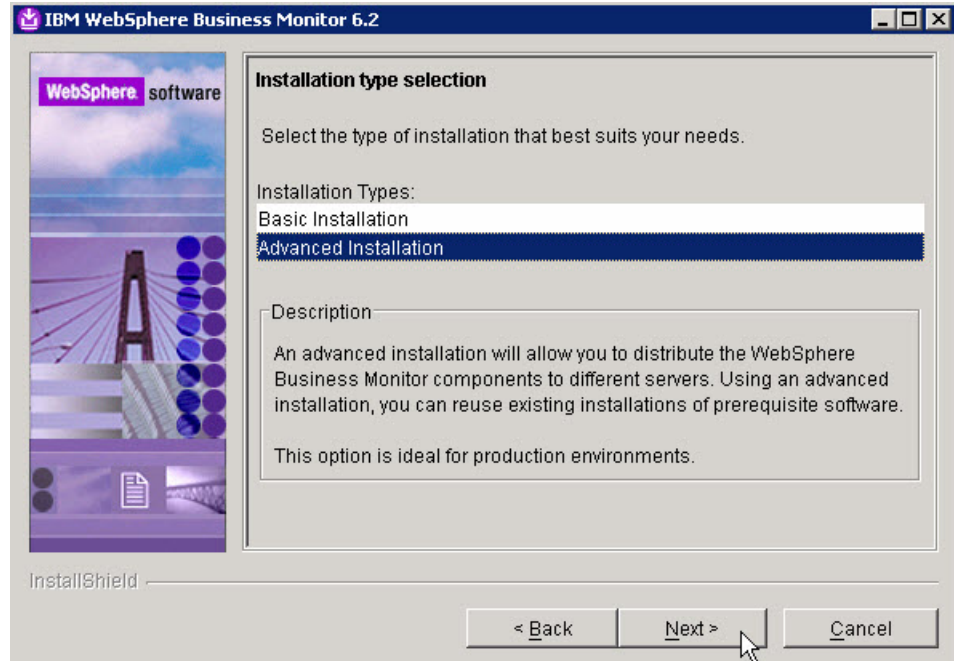 IBM WebSphere Business Monitor 6.2
WebSphere software
Installation type selection
Select the type of installation that best suits your needs.
Installation Types:
Basic Installation
Advanced Installation
Description
An advanced installation will allow you to distribute the WebSphere
Business Monitor components to different servers. Using an advanced
installation, you can reuse existing installations of prerequisite software.
This option is ideal for production environments.
InstallShield
< Back
Next >
Cancel